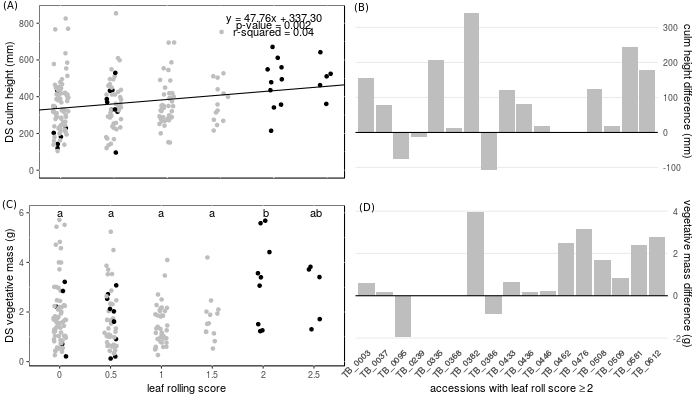 (A)
y = 47.76x + 337.30
p-value = 0.002
r-squared = 0.04
DS culm height (mm)
800
600
400
200
0
(B)
300
200
100
0
-100
culm height difference (mm)
(C)
a a a a b ab
DS vegetative mass (g)
6
4
2
0
0 0.5 1 1.5 2 2.5
leaf rolling score
(D)
4
2
0
-2
vegetative mass difference (g)
TB_0003 TB_0037 TB_0095 TB_0239 TB_0335 TB_0368 TB_0382 TB_0386 TB_0433 TB_0436 TB_0446 TB_0462 TB_0476 TB_0508 TB_0509 TB_0581 TB_0612
accessions with leaf roll score ≥ 2